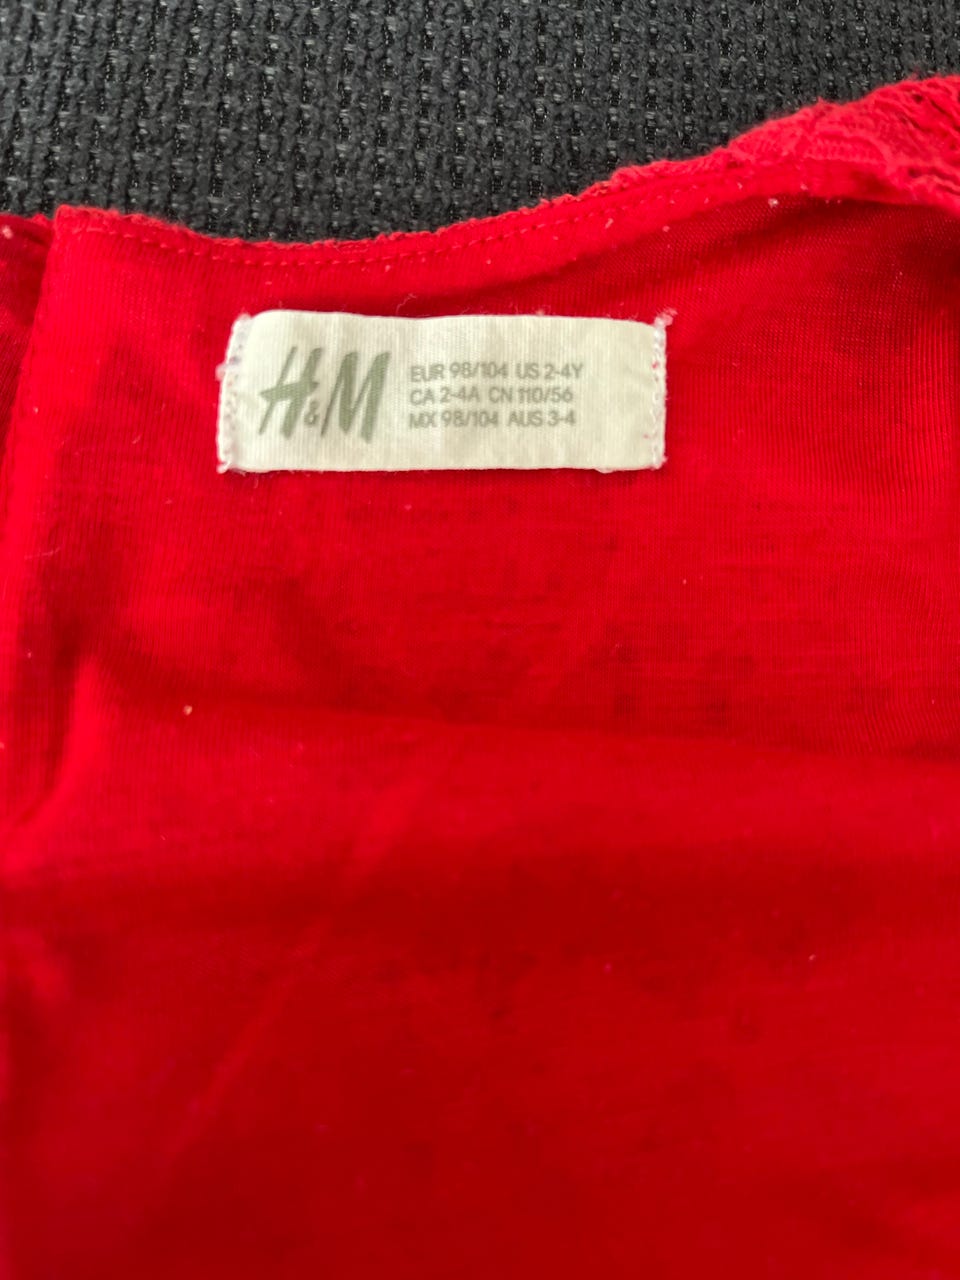 H&M
EUR 98/104 US 2-4Y
CA 2-4A CN 110/56
MX 98/104 AUS 3-4